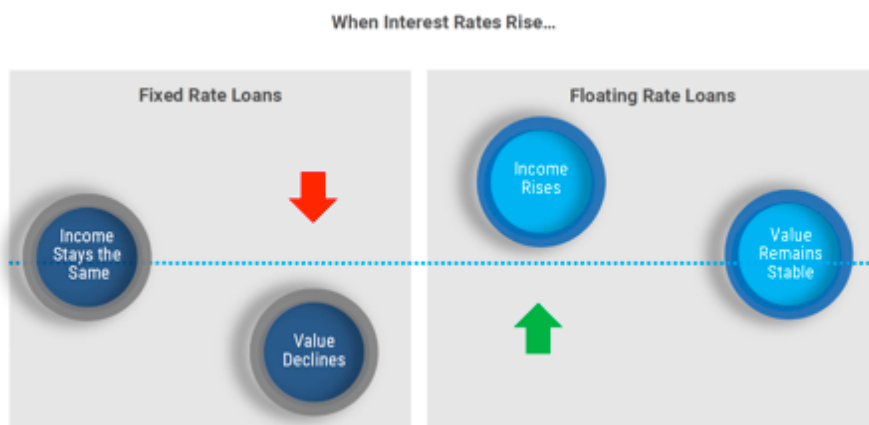 When Interest Rates Rise...
Fixed Rate Loans
Income
Stays the
Same
Value
Declines
Floating Rate Loans
Income
Rises
Value
Remains
Stable